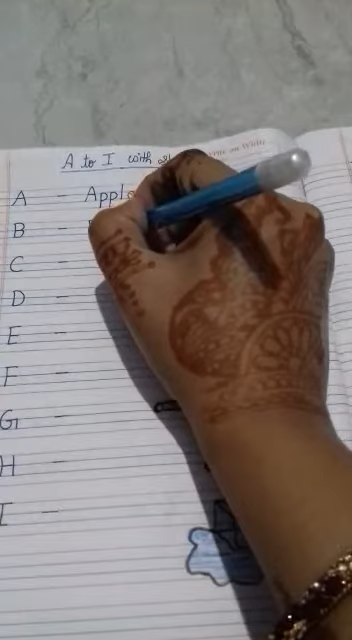 A to I with
A - Apple
B -
C -
D -
E -
F -
G -
H -
I -